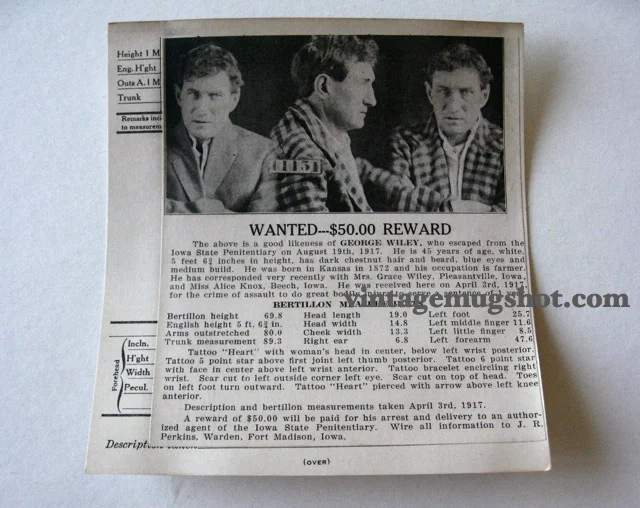 Height 1 M
Eng. H'ght
Outs A. 1 M
Trunk
Remarks inci
to measurem
1151
WANTED---$50.00 REWARD
The above is a good likeness of GEORGE WILEY, who escaped from the
Iowa State Penitentiary on August 19th, 1917. He is 45 years of age, white,
5 feet 6¾ inches in height, has dark chestnut hair and beard, blue eyes and
medium build. He was born in Kansas in 1872 and his occupation is farmer.
He has corresponded very recently with Mrs. Grace Wiley, Pleasantville, Iowa,
and Miss Alice Knox, Beech, Iowa. He was received here on April 3rd, 1917,
for the crime of assault to do great bodily injury to serve a sentence of 1 year.
vintagemugshot.com
BERTILLON MEASUREMENTS
Bertillon height 69.8 Head length 19.0 Left foot 25.7
English height 5 ft, 6¾ in. Head width 14.8 Left middle finger 11.6
Arms outstretched 80.0 Cheek width 13.3 Left little finger 8.5
Trunk measurement 89.3 Right ear 6.8 Left forearm 47.6
Tattoo "Heart" with woman's head in center, below left wrist posterior.
Tattoo 5 point star above first joint left thumb posterior. Tattoo 6 point star
with face in center above left wrist anterior. Tattoo bracelet encircling right
wrist. Scar cut to left outside corner left eye. Scar cut on top of head. Toes
on left foot turn outward. Tattoo "Heart" pierced with arrow above left knee
anterior.
Description and bertillon measurements taken April 3rd, 1917.
A reward of $50.00 will be paid for his arrest and delivery to an author-
ized agent of the Iowa State Penitentiary. Wire all information to J. R.
Perkins, Warden, Fort Madison, Iowa.
(OVER)
Forehead
Incln.
H'ght
Width
Pecul.
Description